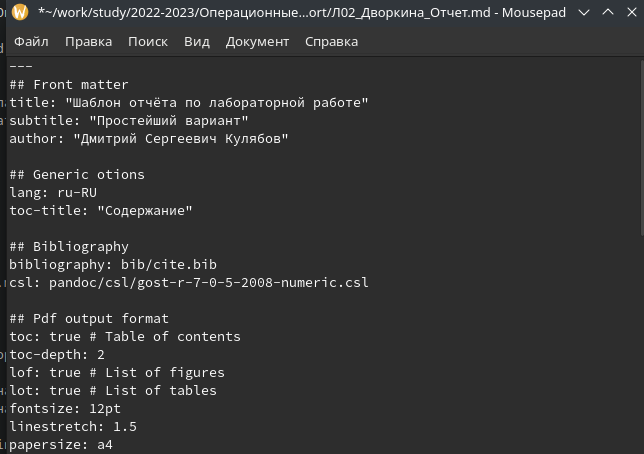 *~/work/study/2022-2023/Операционные...ort/Л02_Дворкина_Отчет.md - Mousepad
Файл Правка Поиск Вид Документ Справка
---
## Front matter
title: "Шаблон отчёта по лабораторной работе"
subtitle: "Простейший вариант"
author: "Дмитрий Сергеевич Кулябов"
## Generic otions
lang: ru-RU
toc-title: "Содержание"
## Bibliography
bibliography: bib/cite.bib
csl: pandoc/csl/gost-r-7-0-5-2008-numeric.csl
## Pdf output format
toc: true # Table of contents
toc-depth: 2
lof: true # List of figures
lot: true # List of tables
fontsize: 12pt
linestretch: 1.5
papersize: a4